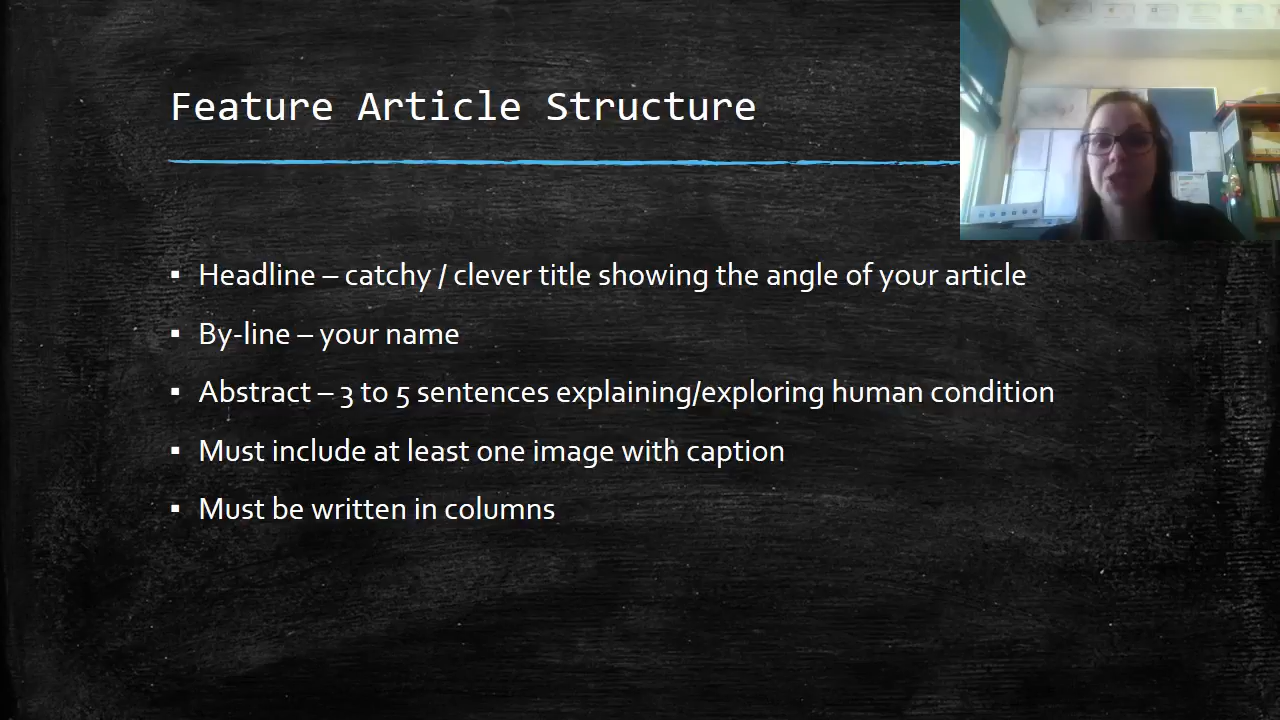 Feature Article Structure
▪ Headline – catchy / clever title showing the angle of your article
▪ By-line – your name
▪ Abstract – 3 to 5 sentences explaining/exploring human condition
▪ Must include at least one image with caption
▪ Must be written in columns